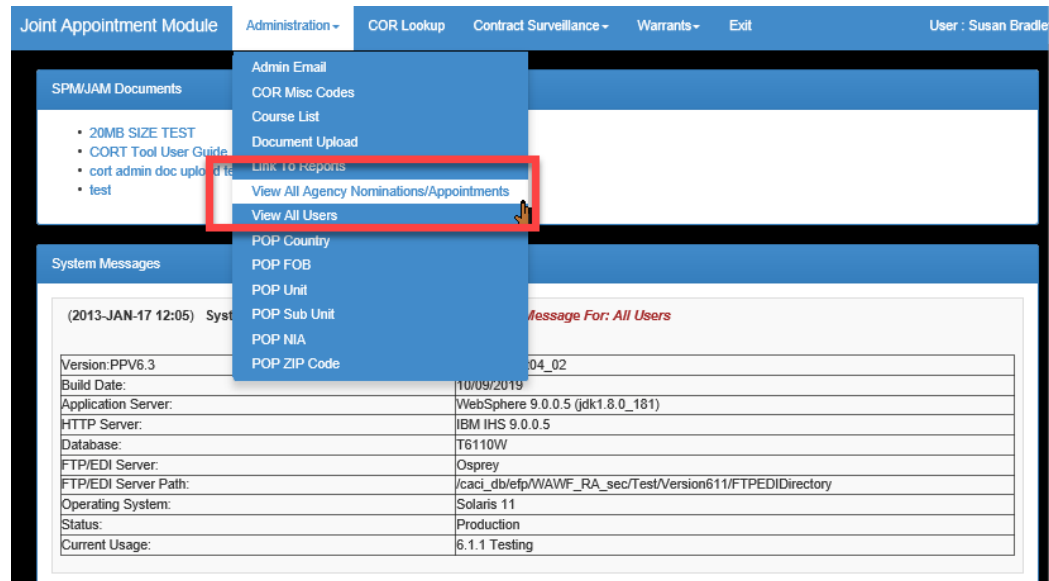 Joint Appointment Module Administration COR Lookup Contract Surveillance Warrants Exit User : Susan Bradle
SPM/JAM Documents
20MB SIZE TEST
CORT Tool User Guide
cort admin doc upload te
test
Admin Email
COR Misc Codes
Course List
Document Upload
Link To Reports
View All Agency Nominations/Appointments
View All Users
POP Country
POP FOB
POP Unit
POP Sub Unit
POP NIA
POP ZIP Code
System Messages
(2013-JAN-17 12:05) Syst Message For: All Users
Version:PPV6.3 :04_02
Build Date: 10/09/2019
Application Server: WebSphere 9.0.0.5 (jdk1.8.0_181)
HTTP Server: IBM IHS 9.0.0.5
Database: T6110W
FTP/EDI Server: Osprey
FTP/EDI Server Path: /caci_db/efp/WAWF_RA_sec/Test/Version611/FTPEDIDirectory
Operating System: Solaris 11
Status: Production
Current Usage: 6.1.1 Testing